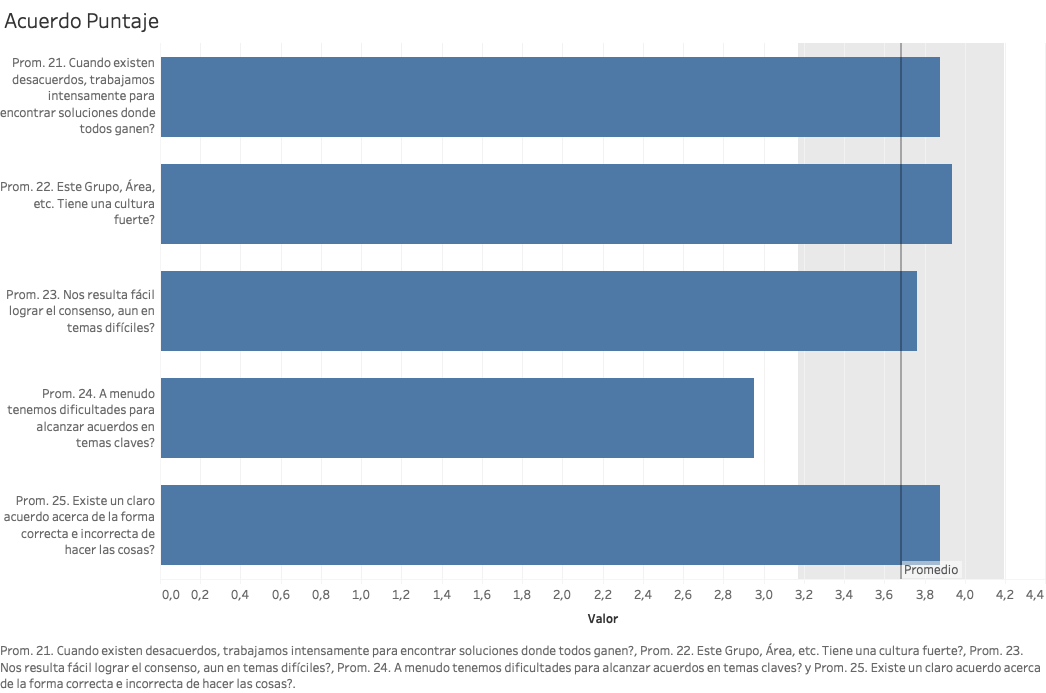 Acuerdo Puntaje
Prom. 21. Cuando existen
desacuerdos, trabajamos
intensamente para
encontrar soluciones donde
todos ganen?
Prom. 22. Este Grupo, Área,
etc. Tiene una cultura
fuerte?
Prom. 23. Nos resulta fácil
lograr el consenso, aun en
temas difíciles?
Prom. 24. A menudo
tenemos dificultades para
alcanzar acuerdos en
temas claves?
Prom. 25. Existe un claro
acuerdo acerca de la forma
correcta e incorrecta de
hacer las cosas?
Promedio
0,0 0,2 0,4 0,6 0,8 1,0 1,2 1,4 1,6 1,8 2,0 2,2 2,4 2,6 2,8 3,0 3,2 3,4 3,6 3,8 4,0 4,2 4,4
Valor
Prom. 21. Cuando existen desacuerdos, trabajamos intensamente para encontrar soluciones donde todos ganen?, Prom. 22. Este Grupo, Área, etc. Tiene una cultura fuerte?, Prom. 23.
Nos resulta fácil lograr el consenso, aun en temas difíciles?, Prom. 24. A menudo tenemos dificultades para alcanzar acuerdos en temas claves? y Prom. 25. Existe un claro acuerdo acerca
de la forma correcta e incorrecta de hacer las cosas?.